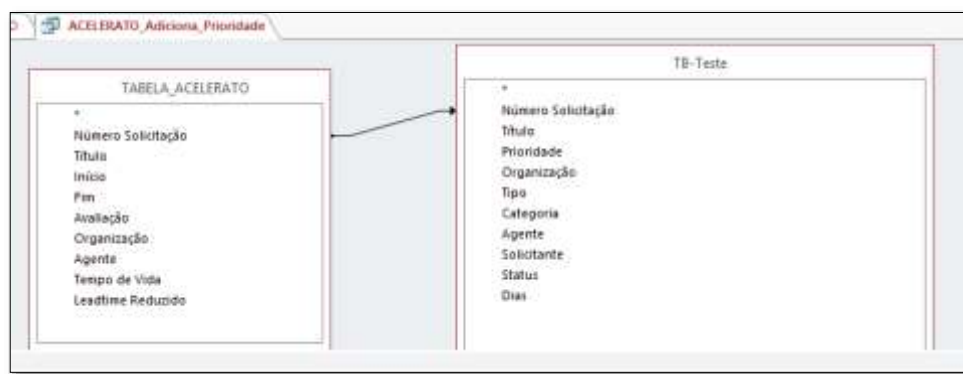 ACELERATO_Adiciona_Prioridade
TABELA_ACELERATO
*
Número Solicitação
Título
Início
Fim
Avaliação
Organização
Agente
Tempo de Vida
Leadtime Reduzido
TB-Teste
*
Número Solicitação
Título
Prioridade
Organização
Tipo
Categoria
Agente
Solicitante
Status
Dias